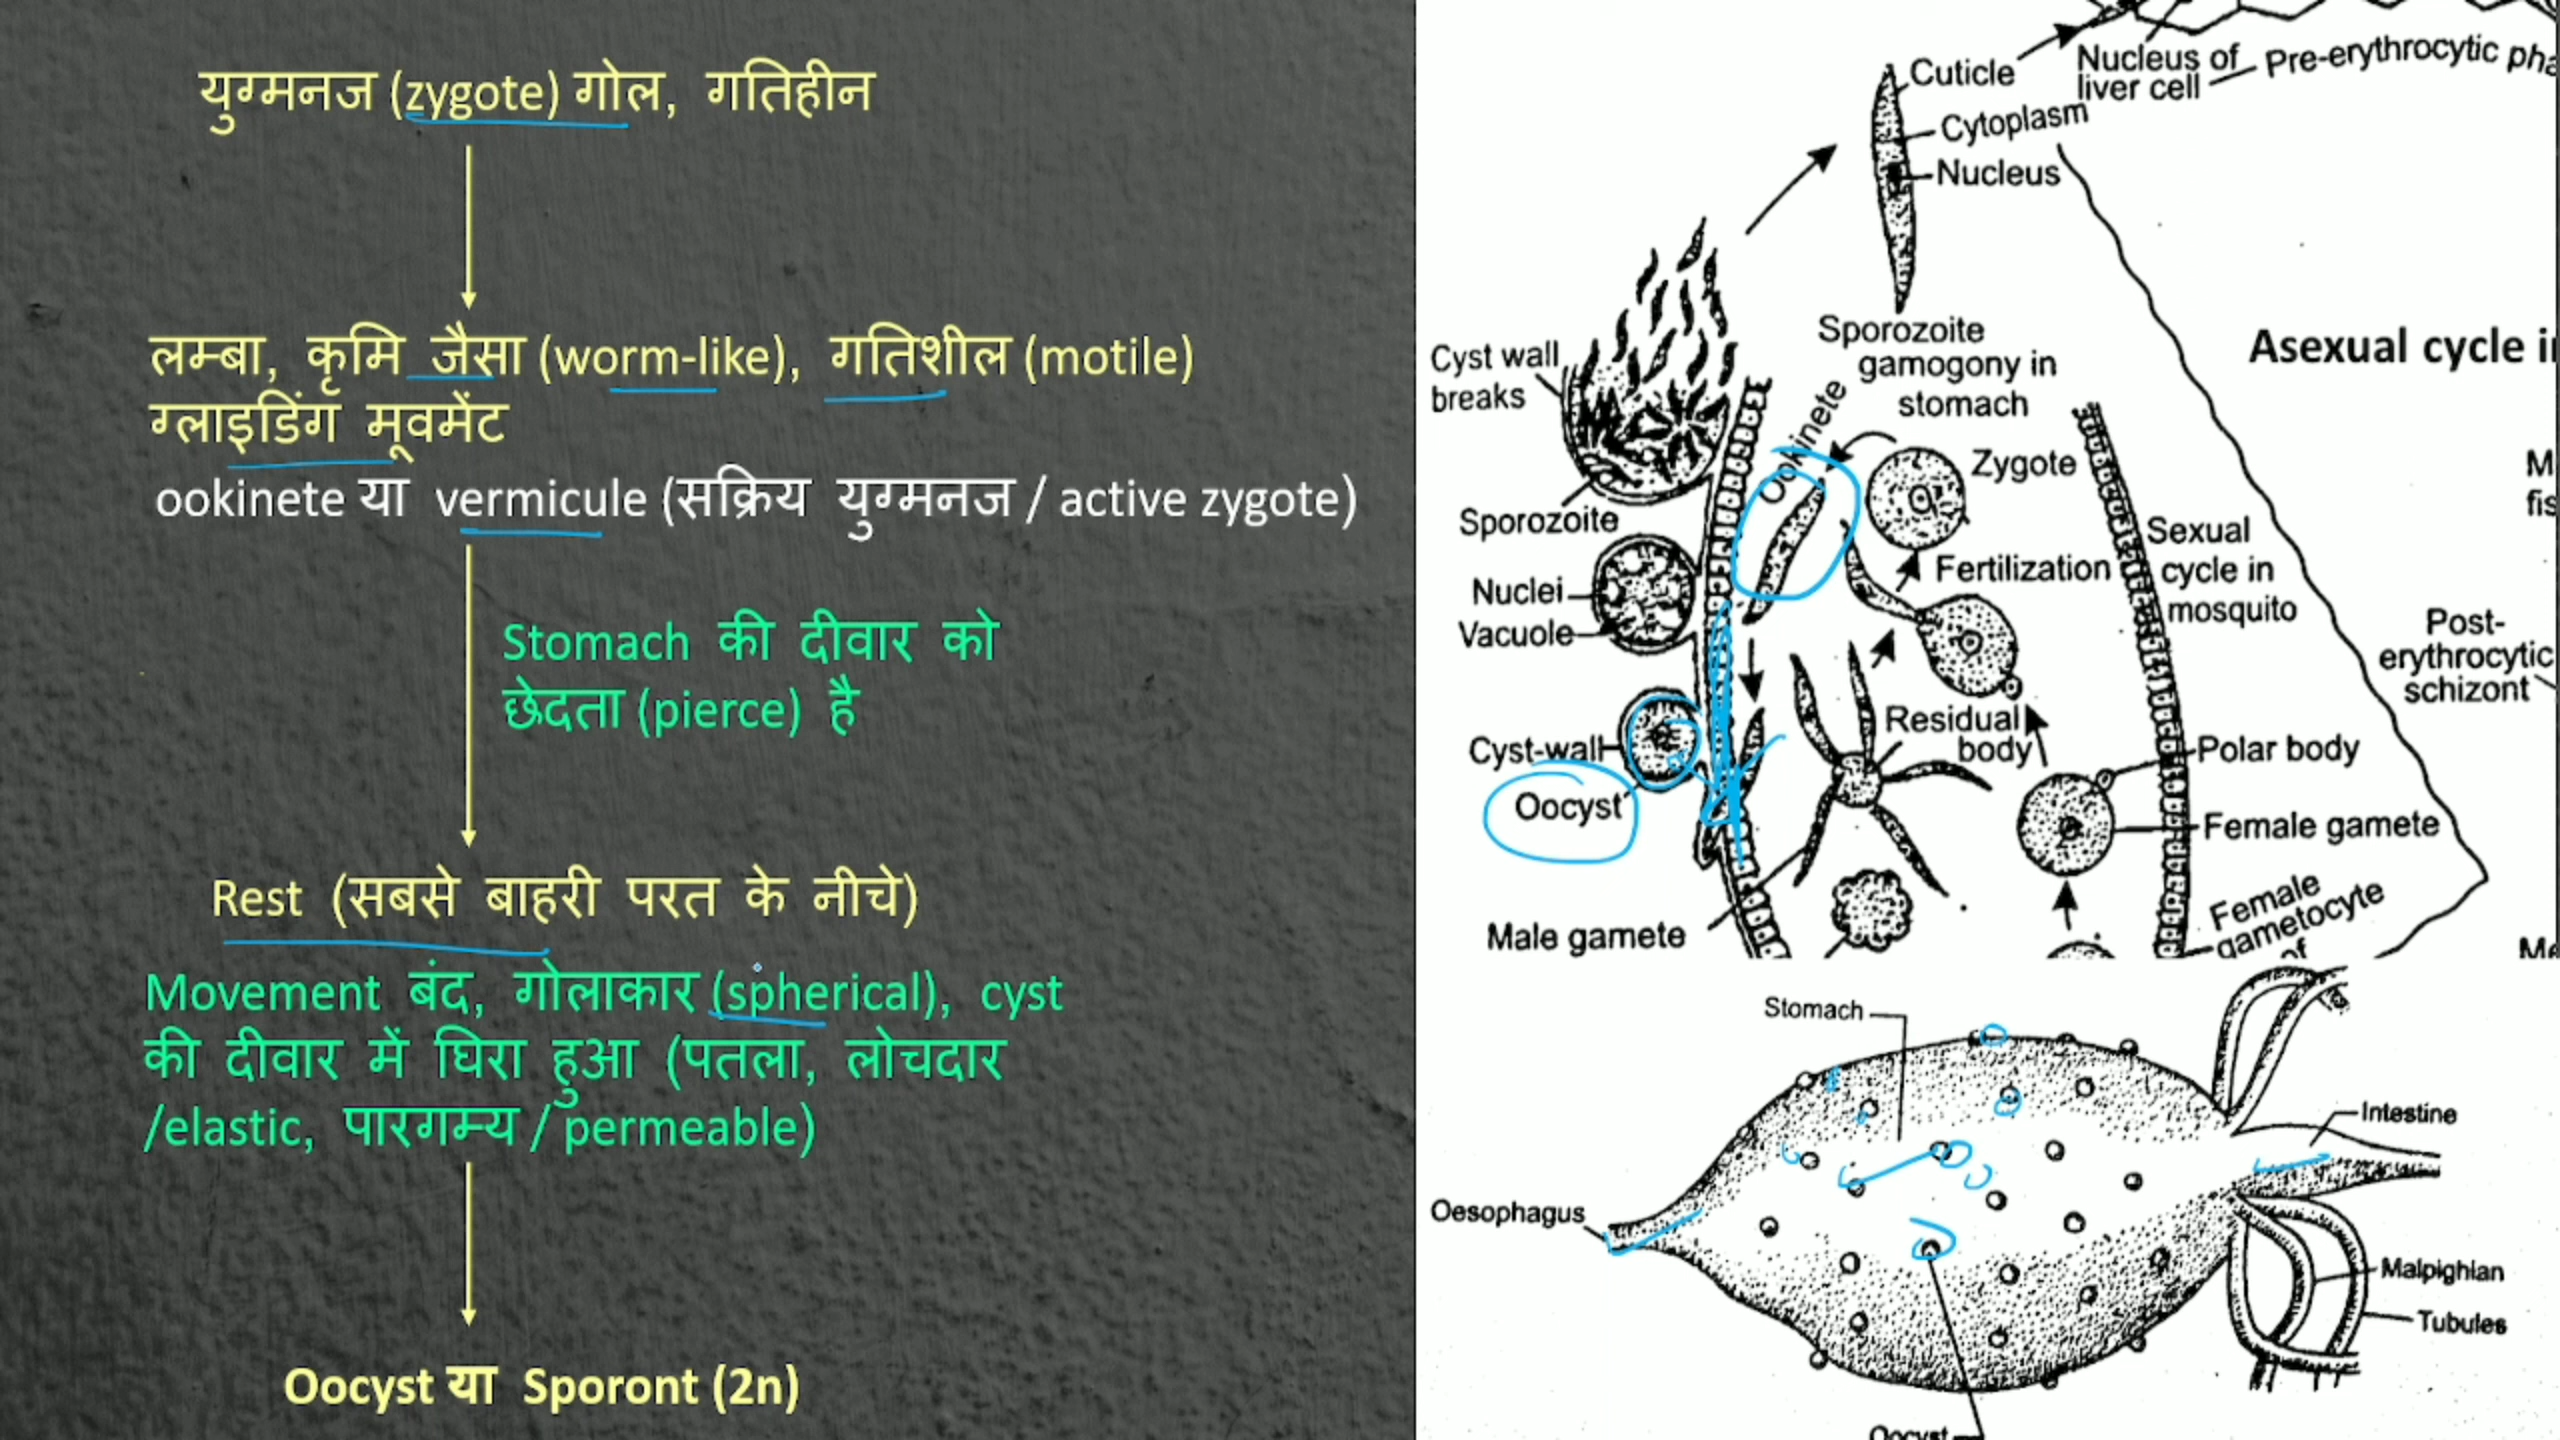 युग्मनज (zygote) गोल, गतिहीन
लम्बा, कृमि जैसा (worm-like), गतिशील (motile)
ग्लाइडिंग मूवमेंट
ookinete या vermicule (सक्रिय युग्मनज / active zygote)
Stomach की दीवार को
छेदता (pierce) है
Rest (सबसे बाहरी परत के नीचे)
Movement बंद, गोलाकार (spherical), cyst
की दीवार में घिरा हुआ (पतला, लोचदार
/elastic, पारगम्य / permeable)
Oocyst या Sporont (2n)
Cuticle
Cytoplasm
Nucleus
Nucleus of
liver cell
Pre-erythrocytic
Sporozoite
gamogony in
stomach
Asexual cycle
Cyst wall
breaks
Ookinete
Zygote
Sporozoite
Nuclei
Vacuole
Fertilization
Sexual
cycle in
mosquito
Post-
erythrocytic
schizont
Cyst-wall
Oocyst
Residual
body
Polar body
Female gamete
Male gamete
Female
gametocyte
of
Stomach
Intestine
Oesophagus
Malpighian
Tubules
Oocyst